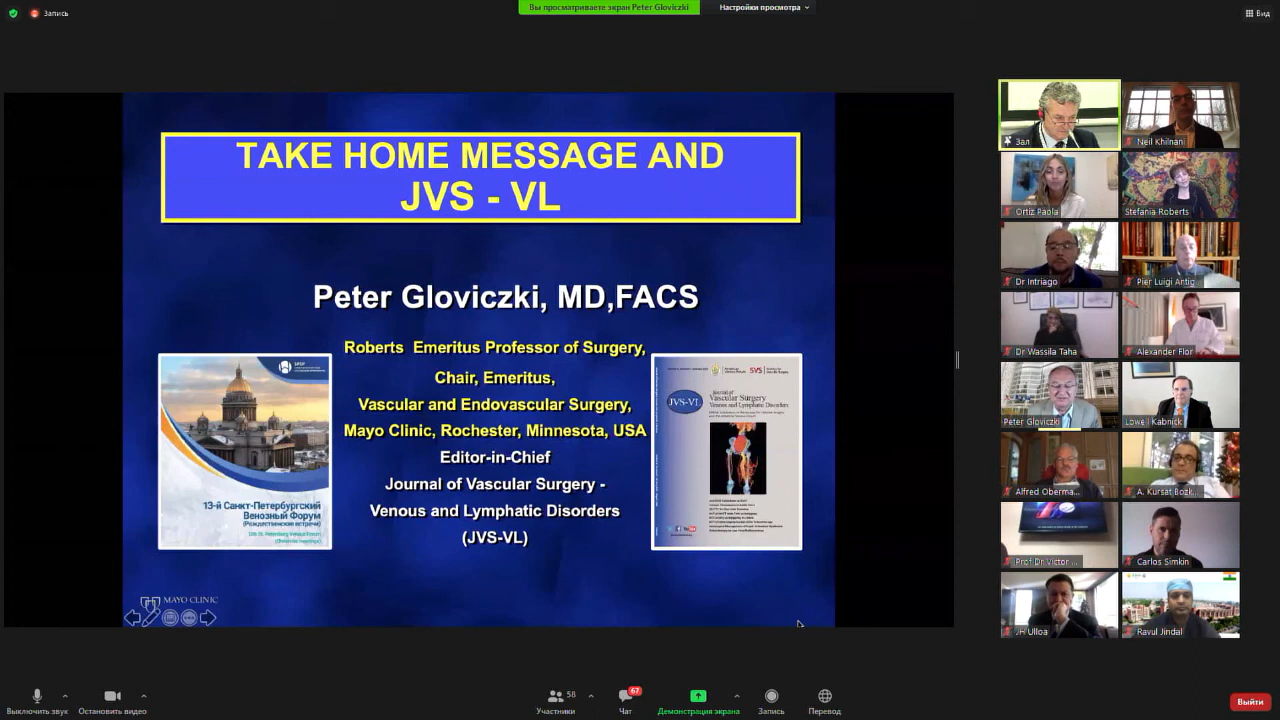 Запись
Вы просматриваете экран Peter Gloviczki
Настройки просмотра
Вид
TAKE HOME MESSAGE AND
JVS - VL
Peter Gloviczki, MD,FACS
Roberts Emeritus Professor of Surgery,
Chair, Emeritus,
Vascular and Endovascular Surgery,
Mayo Clinic, Rochester, Minnesota, USA
Editor-in-Chief
Journal of Vascular Surgery -
Venous and Lymphatic Disorders
(JVS-VL)
13-й Санкт-Петербургский
Венозный Форум
(Рождественские встречи)
JVS-VL
Journal of
Vascular Surgery
Venous and Lymphatic Disorders
SVS
MAYO CLINIC
Зал
Neil Khilnani
Ortiz Paola
Stefania Roberts
Dr Intriago
Pier Luigi Antig...
Dr Wassila Taha
Alexander Flor
Peter Gloviczki
Lowell Kabnick
Alfred Oberma...
A. Kursat Bozk...
Prof Dr Victor ...
Carlos Simkin
JH Ulloa
Ravul Jindal
Выключить звук
Остановить видео
58
Участники
67
Чат
Демонстрация экрана
Запись
Перевод
Выйти